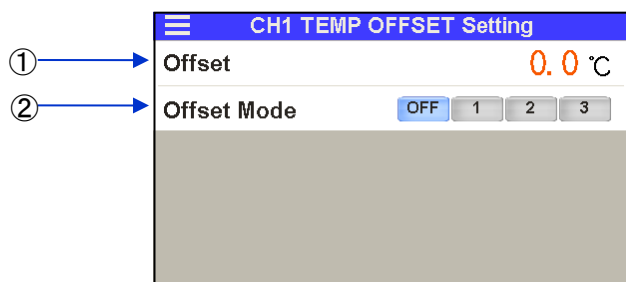 CH1 TEMP OFFSET Setting
① Offset 0.0 ℃
② Offset Mode OFF 1 2 3